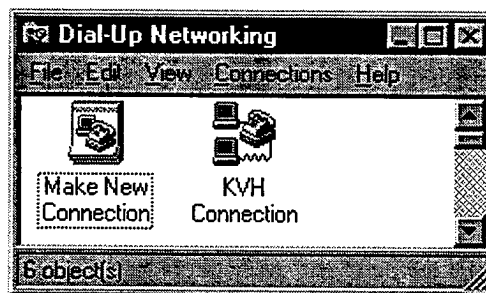 Dial-Up Networking
File Edit View Connections Help
Make New Connection
KVH Connection
6 object(s)